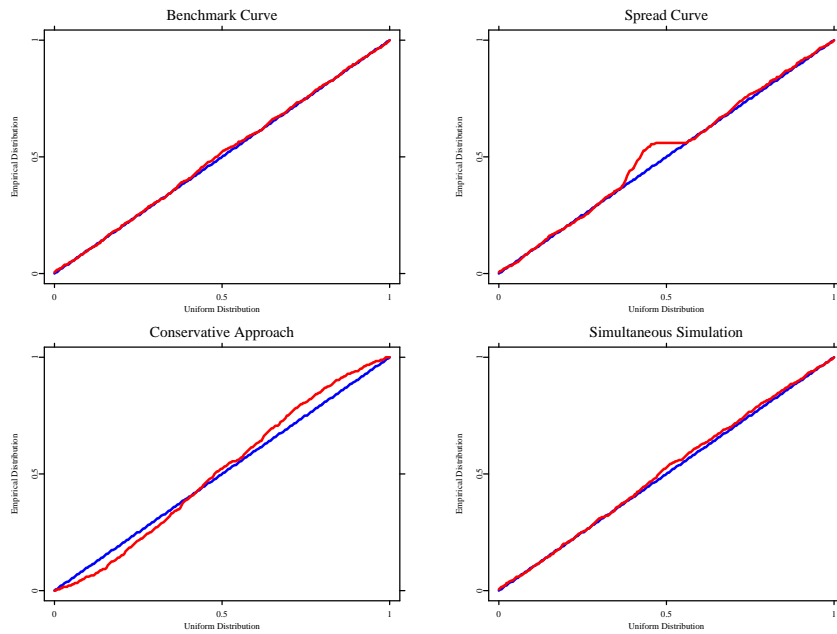 Benchmark Curve
Empirical Distribution
1
0.5
0
0
0.5
1
Uniform Distribution
Spread Curve
Empirical Distribution
1
0.5
0
0
0.5
1
Uniform Distribution
Conservative Approach
Empirical Distribution
1
0.5
0
0
0.5
1
Uniform Distribution
Simultaneous Simulation
Empirical Distribution
1
0.5
0
0
0.5
1
Uniform Distribution